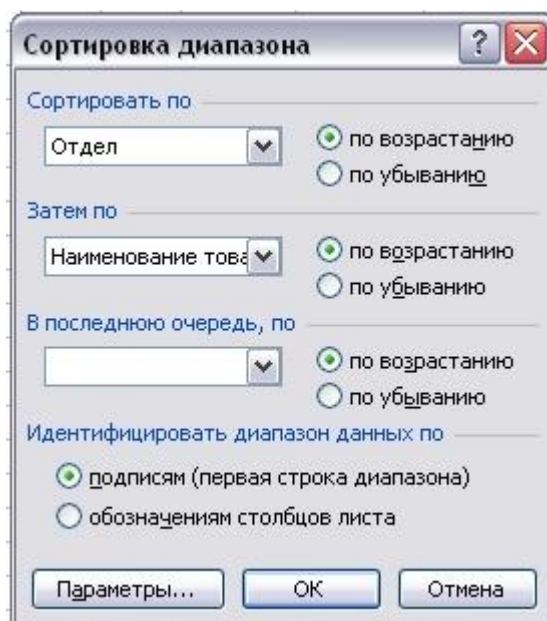 Сортировка диапазона
Сортировать по
Отдел
по возрастанию
по убыванию
Затем по
Наименование това
по возрастанию
по убыванию
В последнюю очередь, по
по возрастанию
по убыванию
Идентифицировать диапазон данных по
подписям (первая строка диапазона)
обозначениям столбцов листа
Параметры... ОК Отмена